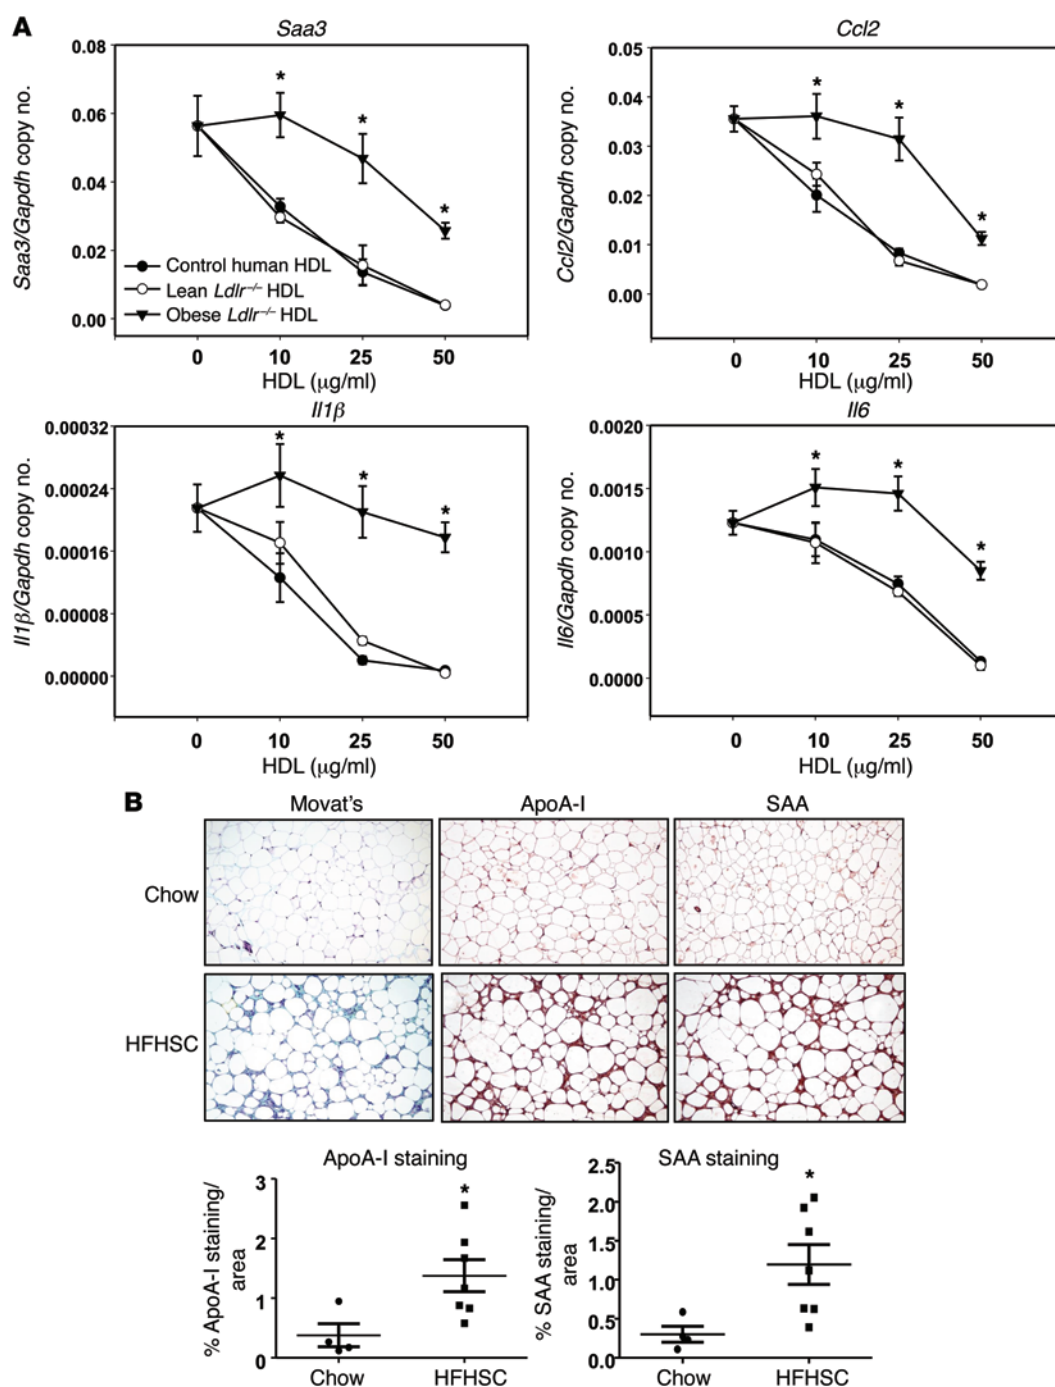 A
Saa3
Saa3/Gapdh copy no.
0.08
0.06
0.04
0.02
0.00
Control human HDL
Lean Ldlr–/– HDL
Obese Ldlr–/– HDL
* * *
0 10 25 50
HDL (μg/ml)
Ccl2
Ccl2/Gapdh copy no.
0.05
0.04
0.03
0.02
0.01
0.00
* * *
0 10 25 50
HDL (μg/ml)
Il1β
Il1β/Gapdh copy no.
0.00032
0.00024
0.00016
0.00008
0.00000
* * *
0 10 25 50
HDL (μg/ml)
Il6
Il6/Gapdh copy no.
0.0020
0.0015
0.0010
0.0005
0.0000
* * *
0 10 25 50
HDL (μg/ml)
B
Movat's ApoA-I SAA
Chow
HFHSC
ApoA-I staining
% ApoA-I staining/
area
3
2
1
0
*
Chow HFHSC
SAA staining
% SAA staining/
area
2.5
2.0
1.5
1.0
0.5
0.0
*
Chow HFHSC